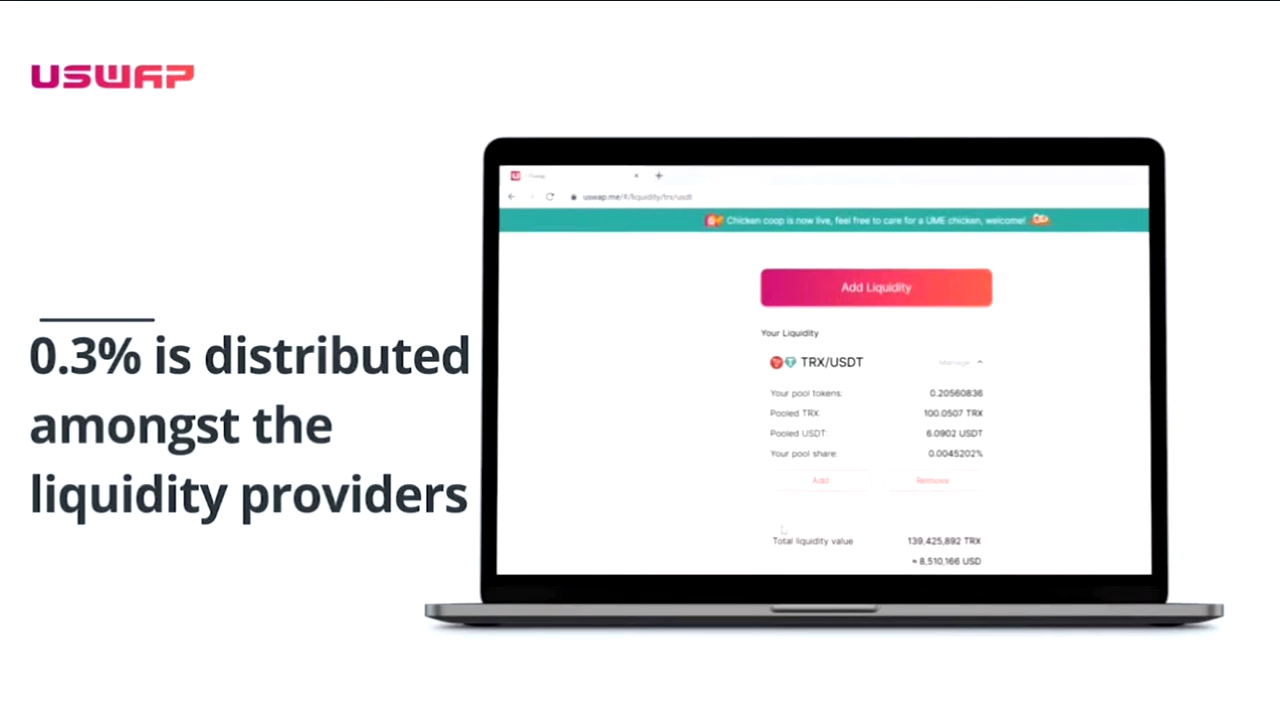 USWAP
0.3% is distributed
amongst the
liquidity providers
Uswap
uswap.me/#/liquidity/trx/usdt
Chicken coop is now live, feel free to care for a UME chicken, welcome!
Add Liquidity
Your Liquidity
TRX/USDT Manage
Your pool tokens: 0.20560836
Pooled TRX: 100.0507 TRX
Pooled USDT: 6.0902 USDT
Your pool share: 0.0045202%
Add Remove
Total liquidity value 139,425,892 TRX
≈ 8,510,166 USD